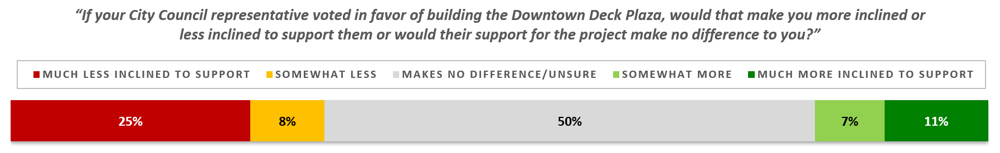 “If your City Council representative voted in favor of building the Downtown Deck Plaza, would that make you more inclined or
less inclined to support them or would their support for the project make no difference to you?”
MUCH LESS INCLINED TO SUPPORT SOMEWHAT LESS MAKES NO DIFFERENCE/UNSURE SOMEWHAT MORE MUCH MORE INCLINED TO SUPPORT
25% 8% 50% 7% 11%